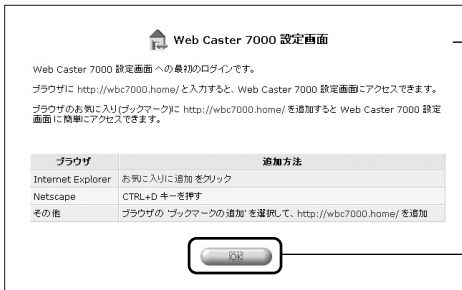 Web Caster 7000 設定画面
Web Caster 7000 設定画面 への最初のログインです。
ブラウザに http://wbc7000.home/ と入力すると、Web Caster 7000 設定画面にアクセスできます。
ブラウザのお気に入り(ブックマーク)に http://wbc7000.home/ を追加すると Web Caster 7000 設定
画面に簡単にアクセスできます。
ブラウザ 追加方法
Internet Explorer お気に入りに追加 をクリック
Netscape CTRL+D キーを押す
その他 ブラウザの 'ブックマークの追加' を選択して、http://wbc7000.home/ を追加
OK